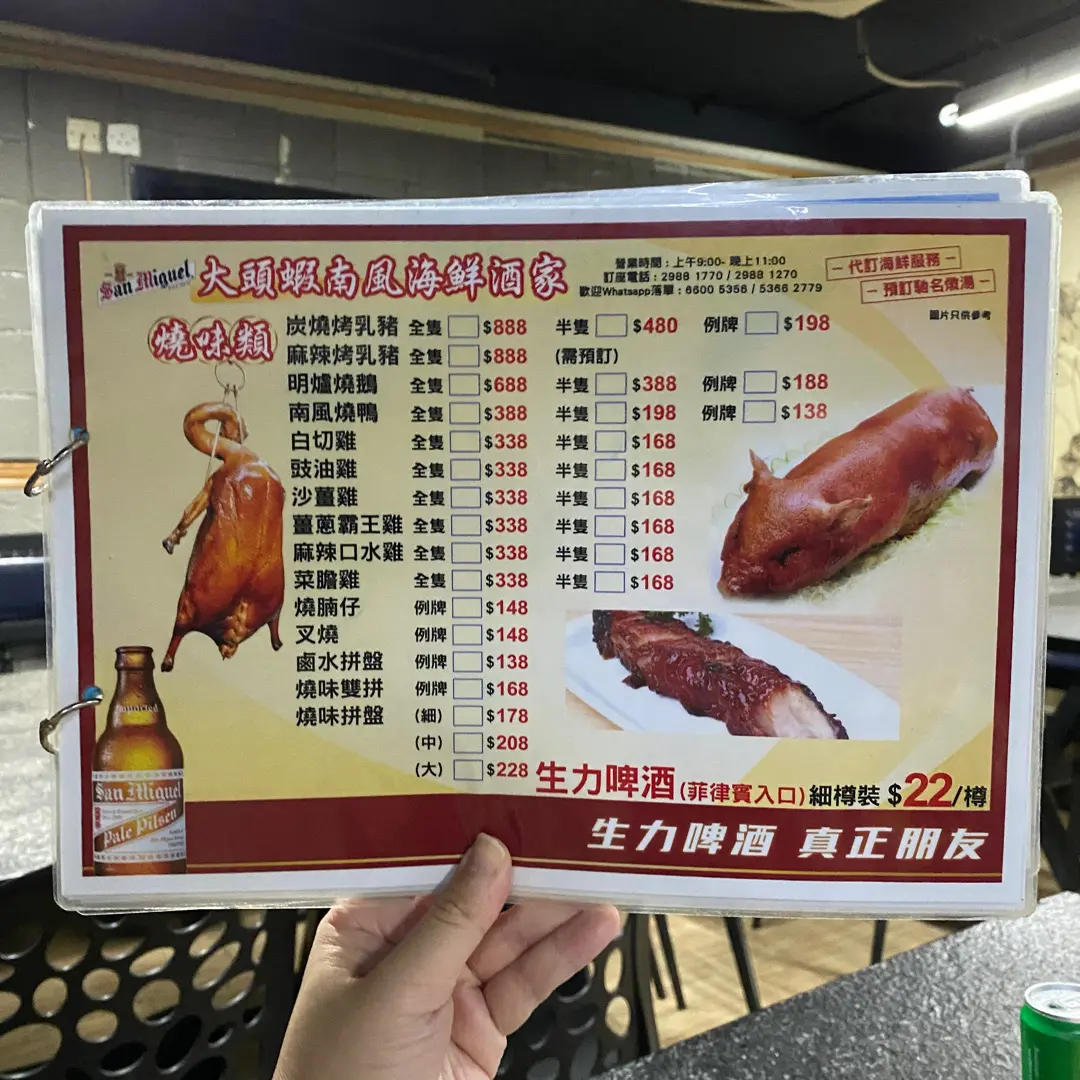 San Miguel
大頭蝦南風海鮮酒家
營業時間：上午9:00- 晚上11:00
訂座電話：2988 1770 / 2988 1270
歡迎Whatsapp落單：6600 5356 / 5366 2779
- 代訂海鮮服務 -
- 預訂馳名燉湯 -
圖片只供參考
燒味類
炭燒烤乳豬 全隻 $888 半隻 $480 例牌 $198
麻辣烤乳豬 全隻 $888 (需預訂)
明爐燒鵝 全隻 $688 半隻 $388 例牌 $188
南風燒鴨 全隻 $388 半隻 $198 例牌 $138
白切雞 全隻 $338 半隻 $168
豉油雞 全隻 $338 半隻 $168
沙薑雞 全隻 $338 半隻 $168
薑蔥霸王雞 全隻 $338 半隻 $168
麻辣口水雞 全隻 $338 半隻 $168
菜膽雞 全隻 $338 半隻 $168
燒腩仔 例牌 $148
叉燒 例牌 $148
鹵水拼盤 例牌 $138
燒味雙拼 例牌 $168
燒味拼盤 (細) $178
(中) $208
(大) $228
生力啤酒(菲律賓入口)細樽裝 $22/樽
生力啤酒 真正朋友
San Miguel
Pale Pilsen